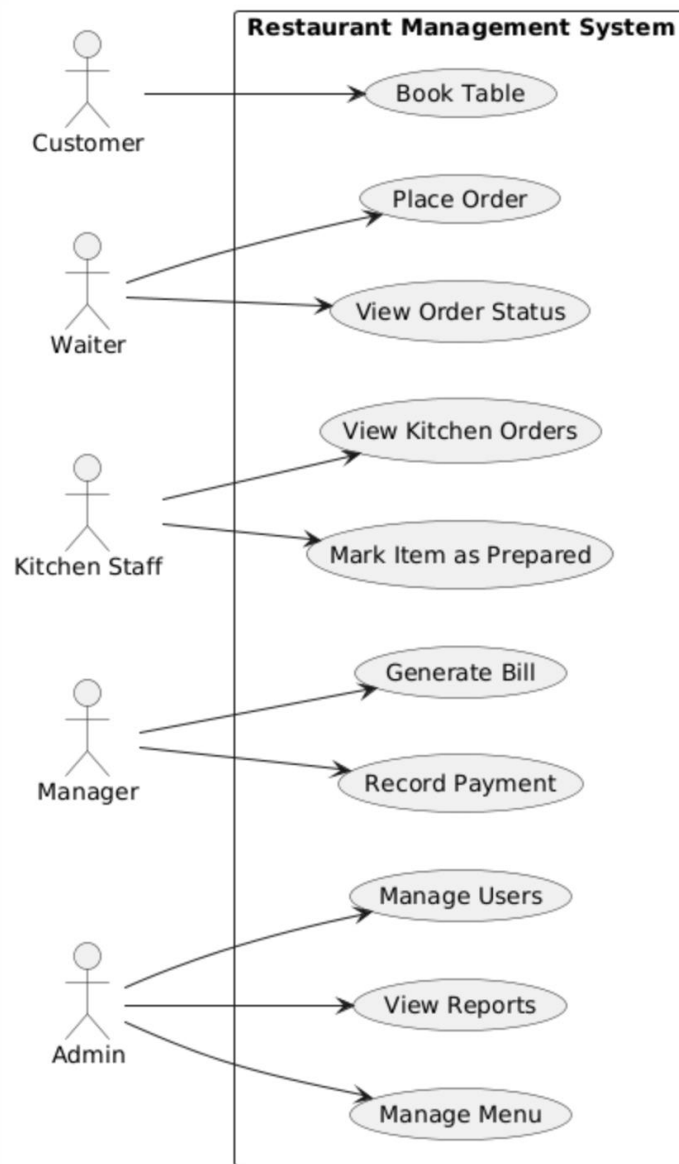 Restaurant Management System
Customer
Book Table
Place Order
Waiter
View Order Status
View Kitchen Orders
Kitchen Staff
Mark Item as Prepared
Generate Bill
Manager
Record Payment
Manage Users
Admin
View Reports
Manage Menu